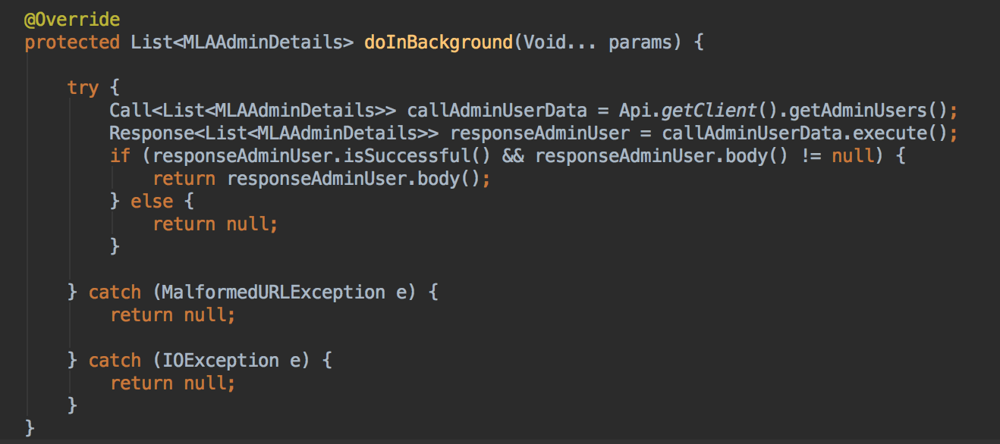 @Override
protected List<MLAAdminDetails> doInBackground(Void... params) {
try {
Call<List<MLAAdminDetails>> callAdminUserData = Api.getClient().getAdminUsers();
Response<List<MLAAdminDetails>> responseAdminUser = callAdminUserData.execute();
if (responseAdminUser.isSuccessful() && responseAdminUser.body() != null) {
return responseAdminUser.body();
} else {
return null;
}
} catch (MalformedURLException e) {
return null;
} catch (IOException e) {
return null;
}
}